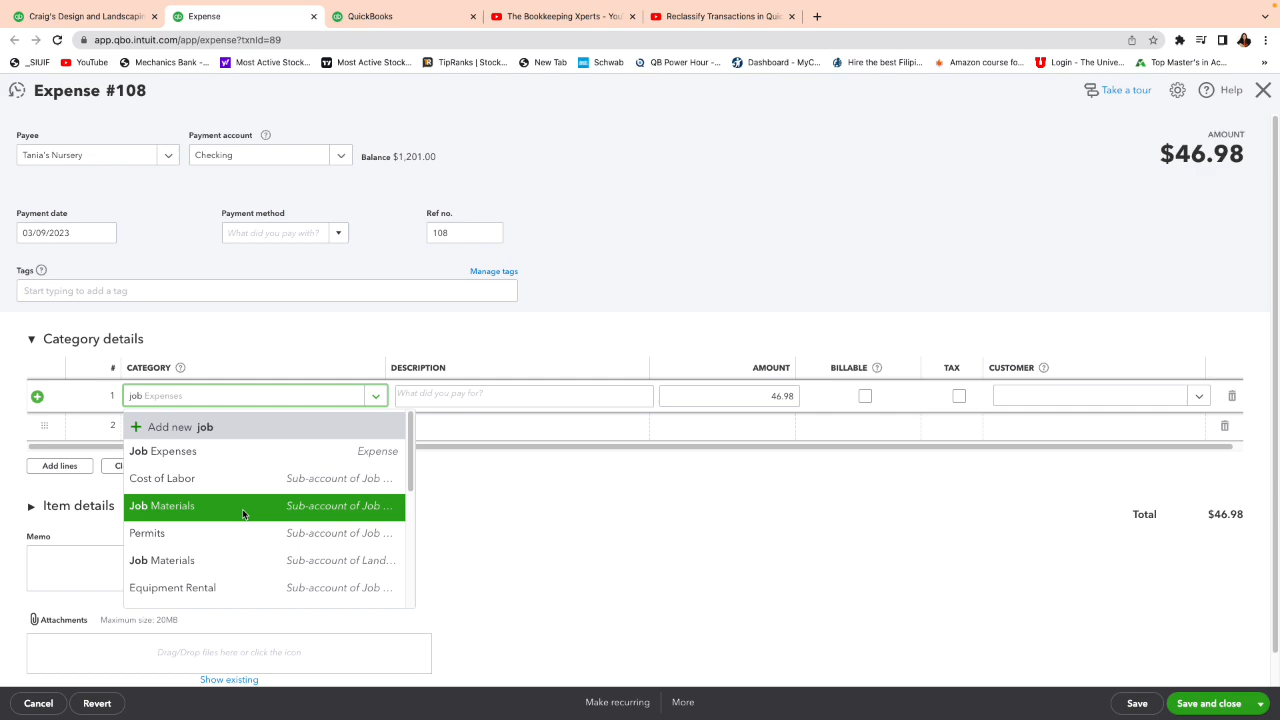 Craig's Design and Landscapin
Expense
QuickBooks
The Bookkeeping Xperts - You
Reclassify Transactions in Quic
app.qbo.intuit.com/app/expense?txnId=89
_SIUIF
YouTube
Mechanics Bank -...
Most Active Stock...
Most Active Stock...
TipRanks | Stock...
New Tab
Schwab
QB Power Hour -...
Dashboard - MyC...
Hire the best Filipi...
Amazon course fo...
Login - The Unive...
Top Master's in Ac...
Expense #108
Take a tour
Help
Payee
Payment account
AMOUNT
Tania's Nursery
Checking
Balance $1,201.00
$46.98
Payment date
Payment method
Ref no.
03/09/2023
What did you pay with?
108
Tags
Manage tags
Start typing to add a tag
Category details
# CATEGORY DESCRIPTION AMOUNT BILLABLE TAX CUSTOMER
1 job Expenses What did you pay for? 46.98
+ Add new job
2
Job Expenses Expense
Add lines
Cl
Cost of Labor Sub-account of Job ...
Item details
Job Materials Sub-account of Job ...
Total $46.98
Permits Sub-account of Job ...
Memo
Job Materials Sub-account of Land...
Equipment Rental Sub-account of Job ...
Attachments Maximum size: 20MB
Drag/Drop files here or click the icon
Show existing
Cancel
Revert
Make recurring
More
Save
Save and close